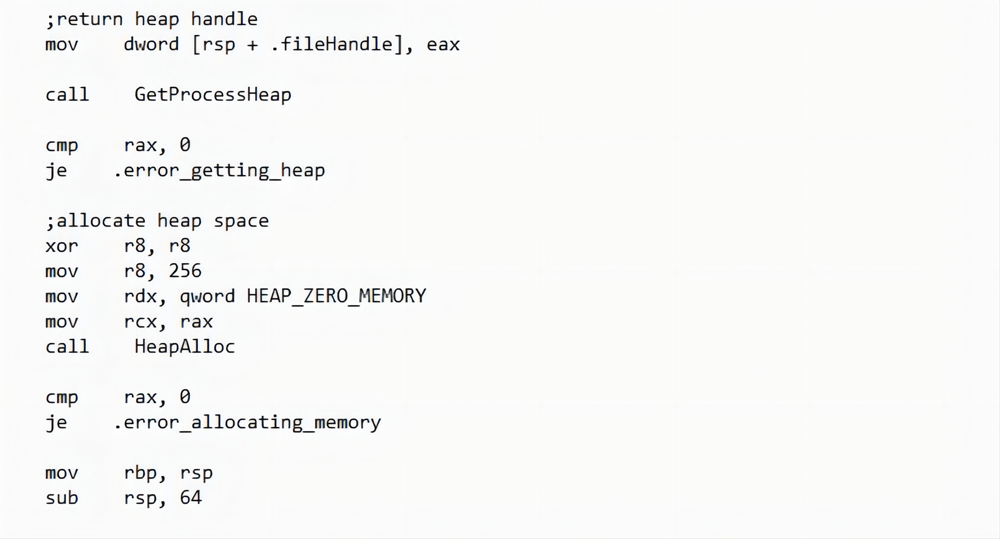 ;return heap handle
mov    dword [rsp + .fileHandle], eax
call    GetProcessHeap
cmp    rax, 0
je    .error_getting_heap
;allocate heap space
xor    r8, r8
mov    r8, 256
mov    rdx, qword HEAP_ZERO_MEMORY
mov    rcx, rax
call    HeapAlloc
cmp    rax, 0
je    .error_allocating_memory
mov    rbp, rsp
sub    rsp, 64